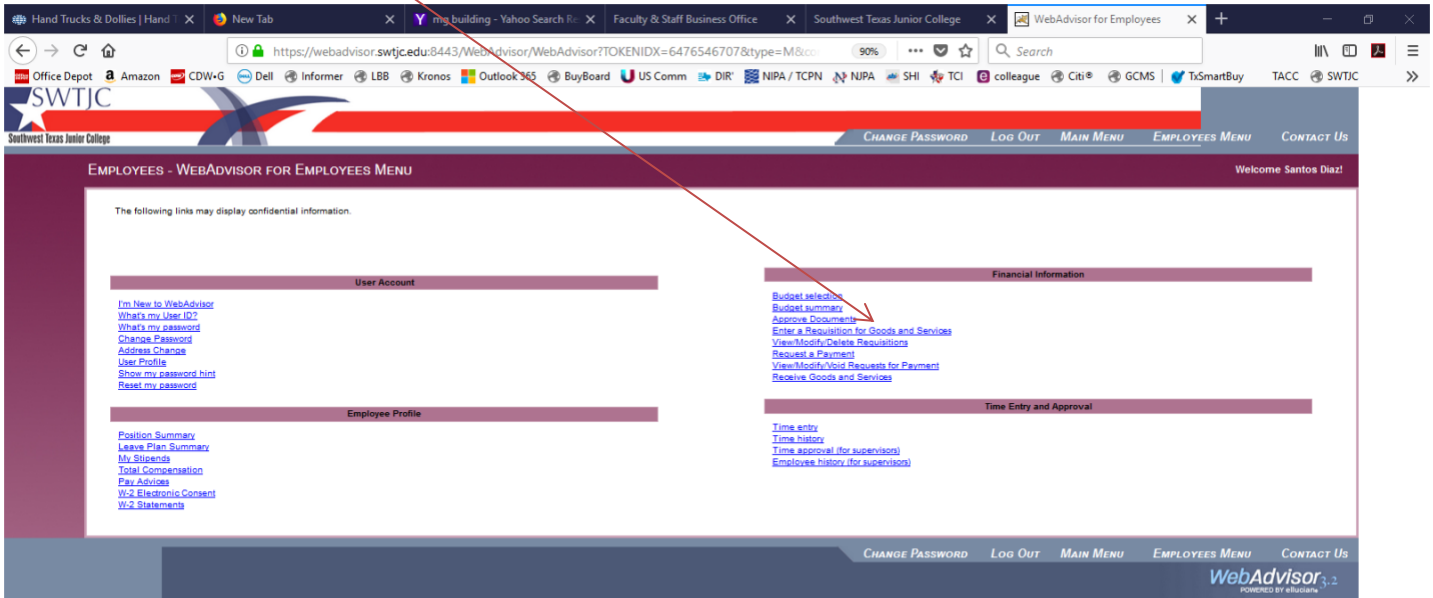 Hand Trucks & Dollies | Hand T
New Tab
mg building - Yahoo Search Re
Faculty & Staff Business Office
Southwest Texas Junior College
WebAdvisor for Employees
https://webadvisor.swtjc.edu:8443/WebAdvisor/WebAdvisor?TOKENIDX=6476546707&type=M&co
90%
Search
Office Depot Amazon CDW•G Dell Informer LBB Kronos Outlook 365 BuyBoard US Comm DIR' NIPA / TCPN NJPA SHI TCI colleague Citi® GCMS TxSmartBuy TACC SWTJC
SWTJC
Southwest Texas Junior College
CHANGE PASSWORD LOG OUT MAIN MENU EMPLOYEES MENU CONTACT US
EMPLOYEES - WEBADVISOR FOR EMPLOYEES MENU
Welcome Santos Diaz!
The following links may display confidential information.
User Account
I'm New to WebAdvisor
What's my User ID?
What's my password
Change Password
Address Change
User Profile
Show my password hint
Reset my password
Employee Profile
Position Summary
Leave Plan Summary
My Stipends
Total Compensation
Pay Advices
W-2 Electronic Consent
W-2 Statements
Financial Information
Budget selection
Budget summary
Approve Documents
Enter a Requisition for Goods and Services
View/Modify/Delete Requisitions
Request a Payment
View/Modify/Void Requests for Payment
Receive Goods and Services
Time Entry and Approval
Time entry
Time history
Time approval (for supervisors)
Employee history (for supervisors)
CHANGE PASSWORD LOG OUT MAIN MENU EMPLOYEES MENU CONTACT US
WebAdvisor 3.2
POWERED BY ellucian